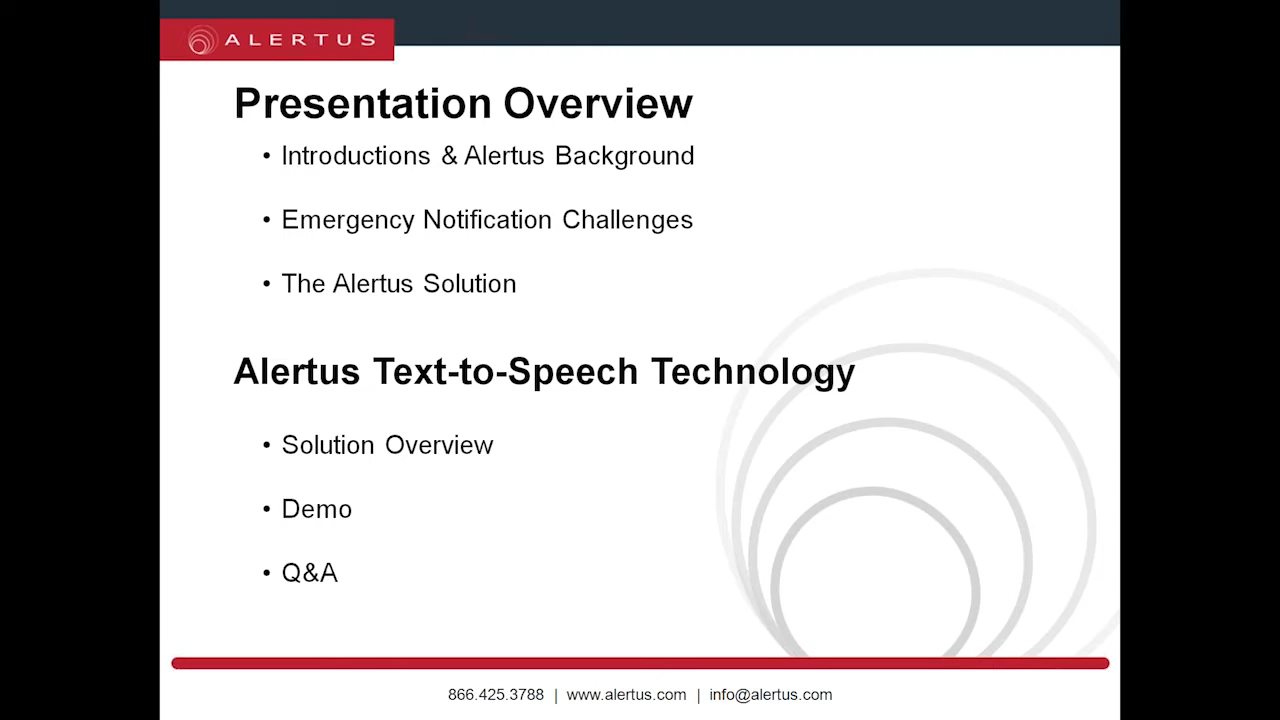 ALERTUS
Presentation Overview
• Introductions & Alertus Background
• Emergency Notification Challenges
• The Alertus Solution
Alertus Text-to-Speech Technology
• Solution Overview
• Demo
• Q&A
866.425.3788 | www.alertus.com | info@alertus.com